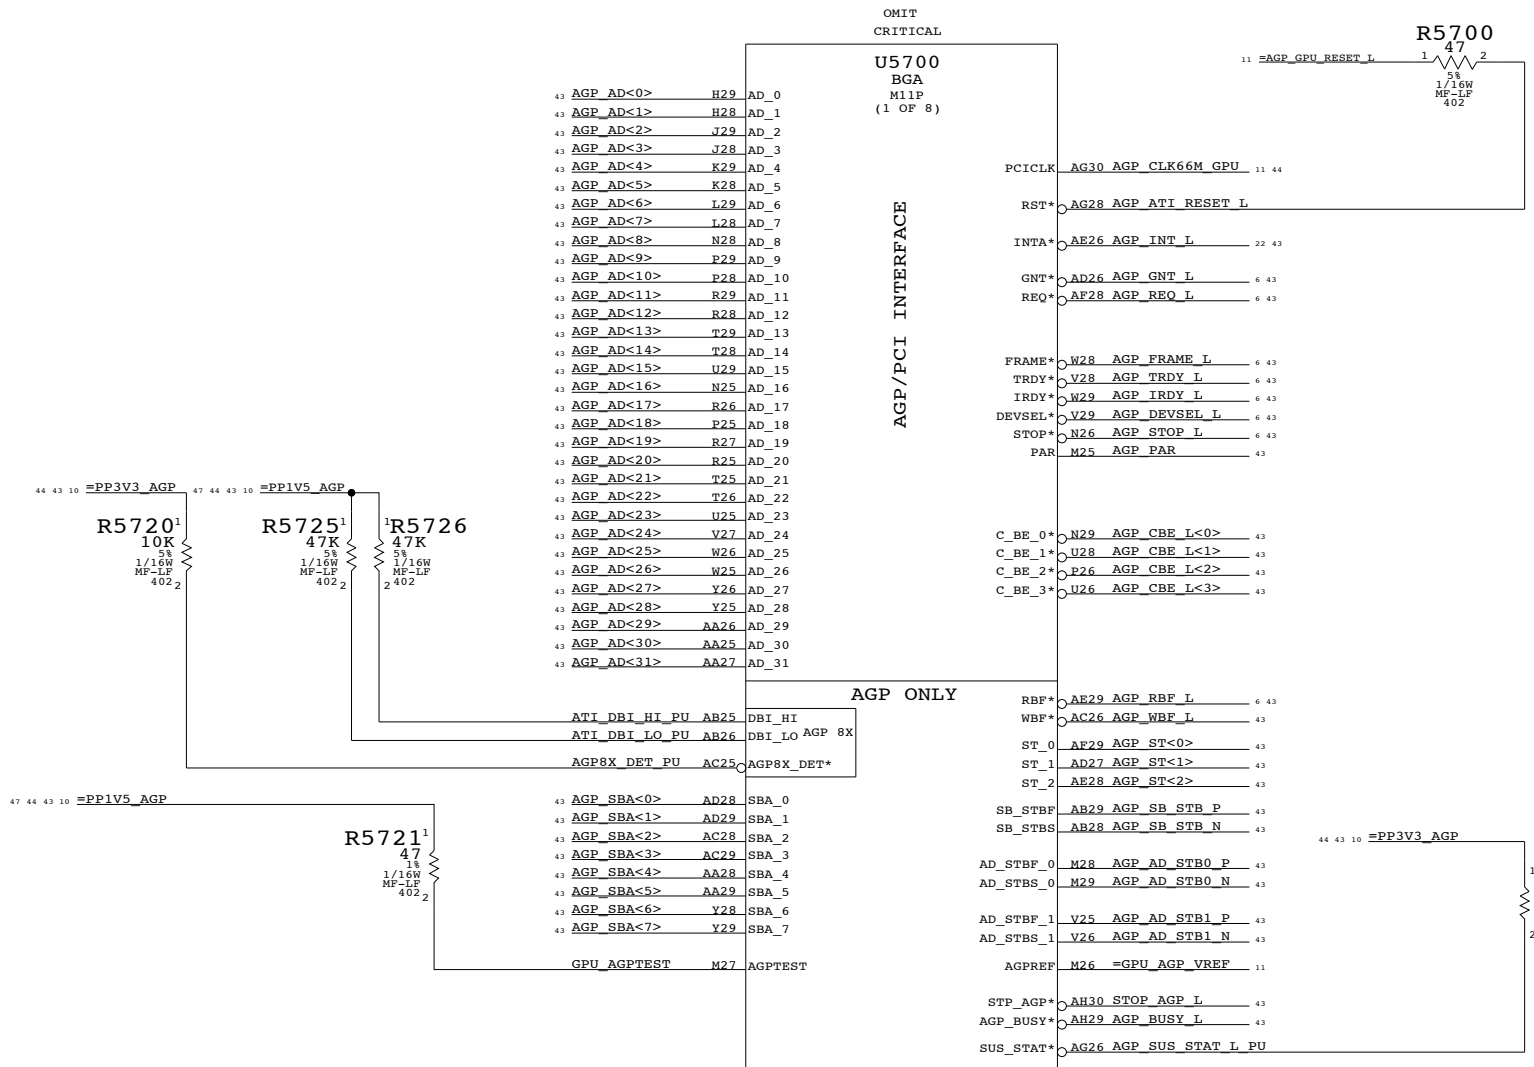 OMIT
CRITICAL
U5700
BGA
M11P
(1 OF 8)
AGP/PCI INTERFACE
43 AGP_AD<0> H29 AD_0
43 AGP_AD<1> H28 AD_1
43 AGP_AD<2> J29 AD_2
43 AGP_AD<3> J28 AD_3
43 AGP_AD<4> K29 AD_4
43 AGP_AD<5> K28 AD_5
43 AGP_AD<6> L29 AD_6
43 AGP_AD<7> L28 AD_7
43 AGP_AD<8> N28 AD_8
43 AGP_AD<9> P29 AD_9
43 AGP_AD<10> P28 AD_10
43 AGP_AD<11> R29 AD_11
43 AGP_AD<12> R28 AD_12
43 AGP_AD<13> T29 AD_13
43 AGP_AD<14> T28 AD_14
43 AGP_AD<15> U29 AD_15
43 AGP_AD<16> N25 AD_16
43 AGP_AD<17> R26 AD_17
43 AGP_AD<18> P25 AD_18
43 AGP_AD<19> R27 AD_19
43 AGP_AD<20> R25 AD_20
43 AGP_AD<21> T25 AD_21
43 AGP_AD<22> T26 AD_22
43 AGP_AD<23> U25 AD_23
43 AGP_AD<24> V27 AD_24
43 AGP_AD<25> W26 AD_25
43 AGP_AD<26> W25 AD_26
43 AGP_AD<27> Y26 AD_27
43 AGP_AD<28> Y25 AD_28
43 AGP_AD<29> AA26 AD_29
43 AGP_AD<30> AA25 AD_30
43 AGP_AD<31> AA27 AD_31
44 43 10 =PP3V3_AGP
R5720 1
10K
5%
1/16W
MF-LF
402 2
47 44 43 10 =PP1V5_AGP
R5725 1
47K
5%
1/16W
MF-LF
402 2
1 R5726
47K
5%
1/16W
MF-LF
2 402
AGP ONLY
ATI_DBI_HI_PU AB25 DBI_HI
ATI_DBI_LO_PU AB26 DBI_LO AGP 8X
AGP8X_DET_PU AC25 AGP8X_DET*
47 44 43 10 =PP1V5_AGP
R5721 1
47
1%
1/16W
MF-LF
402 2
43 AGP_SBA<0> AD28 SBA_0
43 AGP_SBA<1> AD29 SBA_1
43 AGP_SBA<2> AC28 SBA_2
43 AGP_SBA<3> AC29 SBA_3
43 AGP_SBA<4> AA28 SBA_4
43 AGP_SBA<5> AA29 SBA_5
43 AGP_SBA<6> Y28 SBA_6
43 AGP_SBA<7> Y29 SBA_7
GPU_AGPTEST M27 AGPTEST
11 =AGP_GPU_RESET_L
R5700
1 47 2
5%
1/16W
MF-LF
402
PCICLK AG30 AGP_CLK66M_GPU 11 44
RST* AG28 AGP_ATI_RESET_L
INTA* AE26 AGP_INT_L 22 43
GNT* AD26 AGP_GNT_L 6 43
REQ* AF28 AGP_REQ_L 6 43
FRAME* W28 AGP_FRAME_L 6 43
TRDY* V28 AGP_TRDY_L 6 43
IRDY* W29 AGP_IRDY_L 6 43
DEVSEL* V29 AGP_DEVSEL_L 6 43
STOP* N26 AGP_STOP_L 6 43
PAR M25 AGP_PAR 43
C_BE_0* N29 AGP_CBE_L<0> 43
C_BE_1* U28 AGP_CBE_L<1> 43
C_BE_2* P26 AGP_CBE_L<2> 43
C_BE_3* U26 AGP_CBE_L<3> 43
RBF* AE29 AGP_RBF_L 6 43
WBF* AC26 AGP_WBF_L 43
ST_0 AF29 AGP_ST<0> 43
ST_1 AD27 AGP_ST<1> 43
ST_2 AE28 AGP_ST<2> 43
SB_STBF AB29 AGP_SB_STB_P 43
SB_STBS AB28 AGP_SB_STB_N 43
AD_STBF_0 M28 AGP_AD_STB0_P 43
AD_STBS_0 M29 AGP_AD_STB0_N 43
AD_STBF_1 V25 AGP_AD_STB1_P 43
AD_STBS_1 V26 AGP_AD_STB1_N 43
AGPREF M26 =GPU_AGP_VREF 11
STP_AGP* AH30 STOP_AGP_L 43
AGP_BUSY* AH29 AGP_BUSY_L 43
SUS_STAT* AG26 AGP_SUS_STAT_L_PU
44 43 10 =PP3V3_AGP
1
2